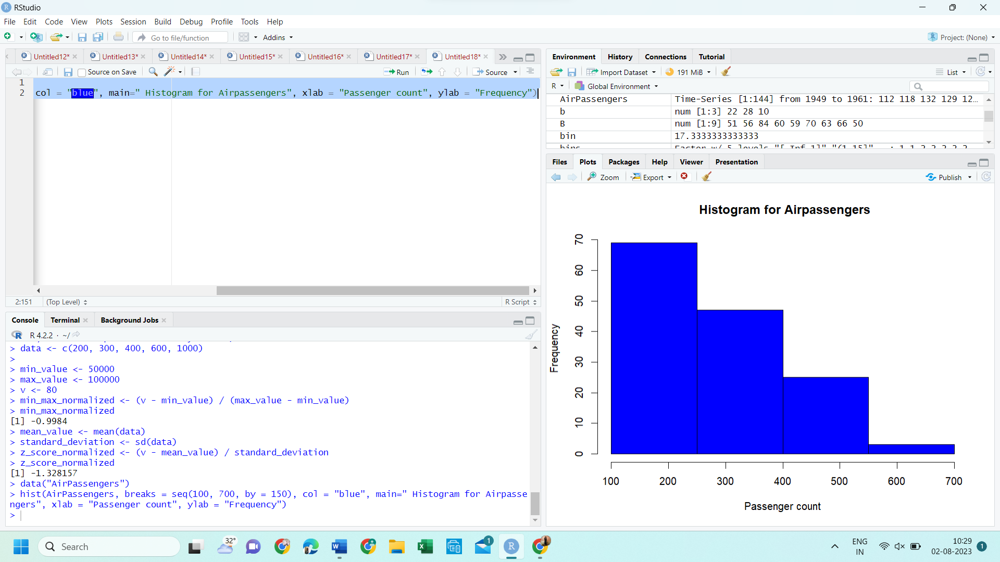 RStudio
File Edit Code View Plots Session Build Debug Profile Tools Help
Go to file/function Addins Project: (None)
Untitled12* Untitled13* Untitled14* Untitled15* Untitled16* Untitled17* Untitled18*
Source on Save Run Source
1
2 col = "blue", main=" Histogram for Airpassengers", xlab = "Passenger count", ylab = "Frequency")
2:151 (Top Level) R Script
Console Terminal Background Jobs
R 4.2.2 · ~/
> data <- c(200, 300, 400, 600, 1000)
>
> min_value <- 50000
> max_value <- 100000
> v <- 80
> min_max_normalized <- (v - min_value) / (max_value - min_value)
> min_max_normalized
[1] -0.9984
> mean_value <- mean(data)
> standard_deviation <- sd(data)
> z_score_normalized <- (v - mean_value) / standard_deviation
> z_score_normalized
[1] -1.328157
> data("AirPassengers")
> hist(AirPassengers, breaks = seq(100, 700, by = 150), col = "blue", main=" Histogram for Airpasse
ngers", xlab = "Passenger count", ylab = "Frequency")
>
Environment History Connections Tutorial
Import Dataset 191 MiB List
R Global Environment
AirPassengers Time-Series [1:144] from 1949 to 1961: 112 118 132 129 12…
b num [1:3] 22 28 10
B num [1:9] 51 56 84 60 59 70 63 66 50
bin 17.3333333333333
Files Plots Packages Help Viewer Presentation
Zoom Export Publish
Histogram for Airpassengers
Frequency
70
60
50
40
30
20
10
0
100 200 300 400 500 600 700
Passenger count
Search 32° 1 ENG IN 10:29 02-08-2023 1